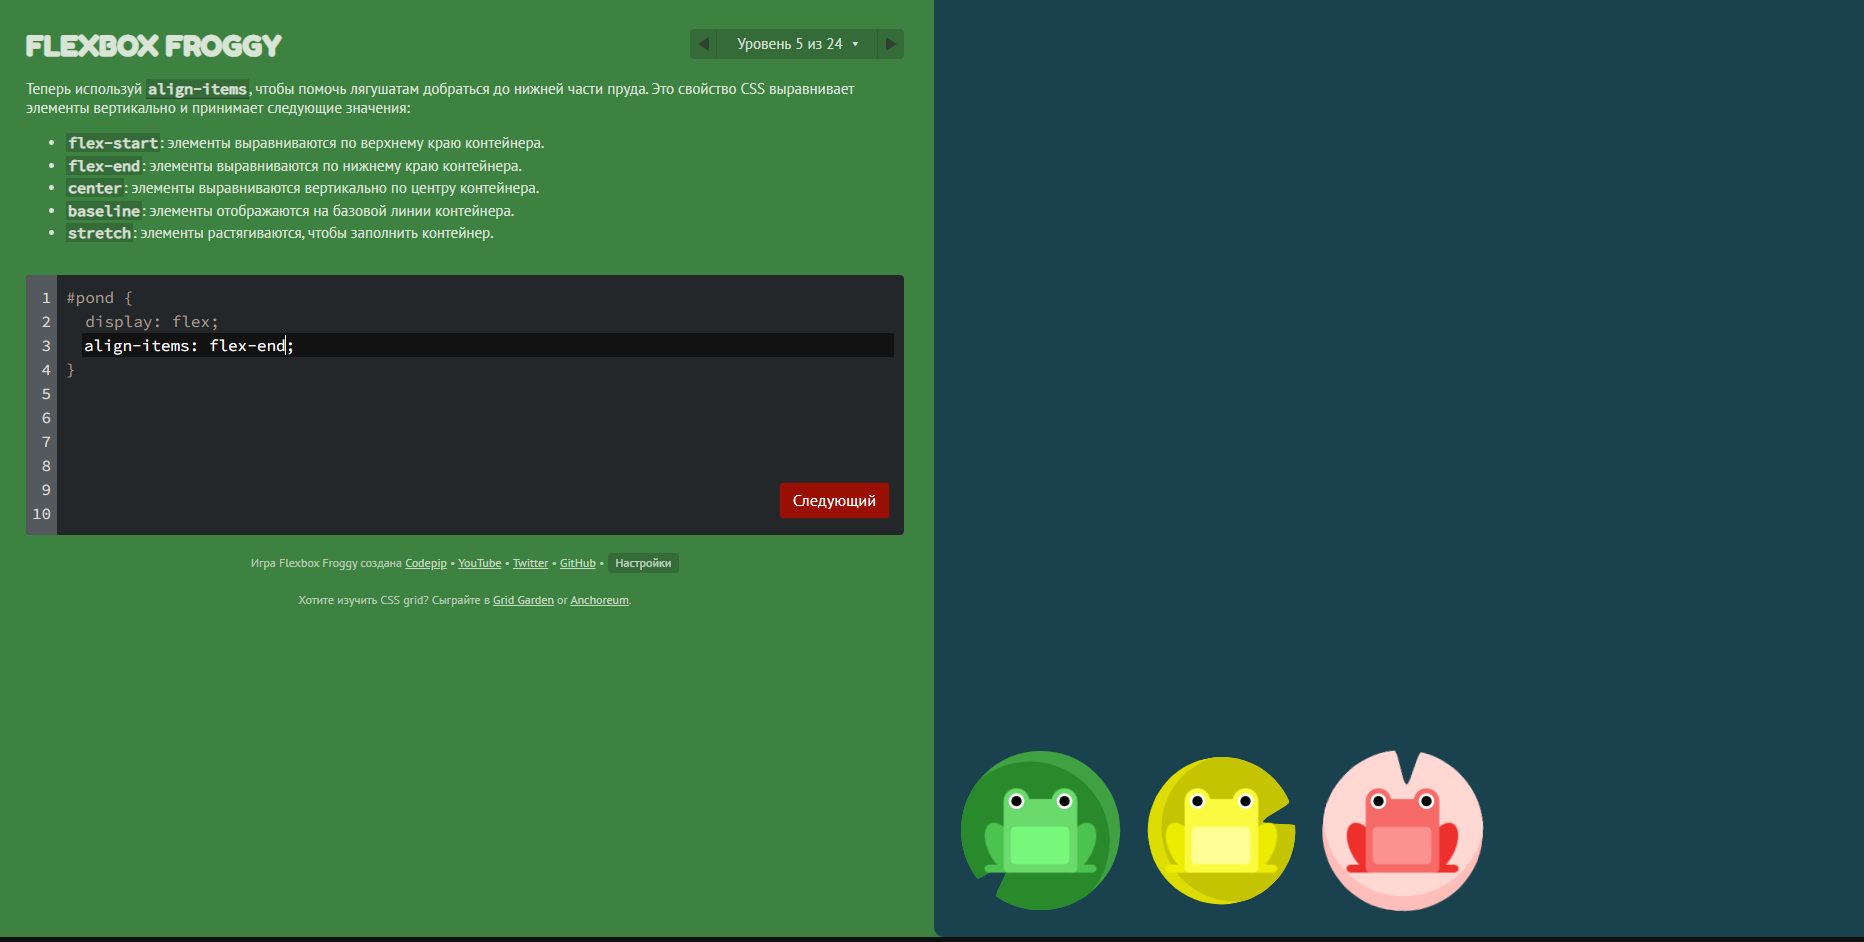 FLEXBOX FROGGY
Уровень 5 из 24
Теперь используй align-items, чтобы помочь лягушатам добраться до нижней части пруда. Это свойство CSS выравнивает
элементы вертикально и принимает следующие значения:
• flex-start: элементы выравниваются по верхнему краю контейнера.
• flex-end: элементы выравниваются по нижнему краю контейнера.
• center: элементы выравниваются вертикально по центру контейнера.
• baseline: элементы отображаются на базовой линии контейнера.
• stretch: элементы растягиваются, чтобы заполнить контейнер.
1 #pond {
2 display: flex;
3 align-items: flex-end;
4 }
5
6
7
8
9
10
Следующий
Игра Flexbox Froggy создана Codepip • YouTube • Twitter • GitHub • Настройки
Хотите изучить CSS grid? Сыграйте в Grid Garden or Anchoreum.